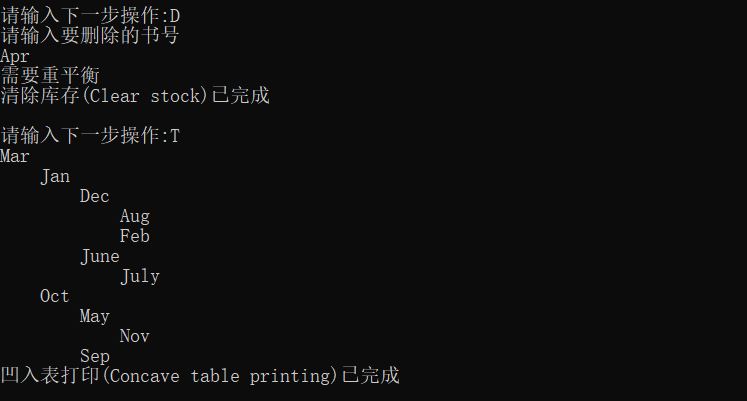 请输入下一步操作:D
请输入要删除的书号
Apr
需要重平衡
清除库存(Clear stock)已完成
请输入下一步操作:T
Mar
Jan
Dec
Aug
Feb
June
July
Oct
May
Nov
Sep
凹入表打印(Concave table printing)已完成